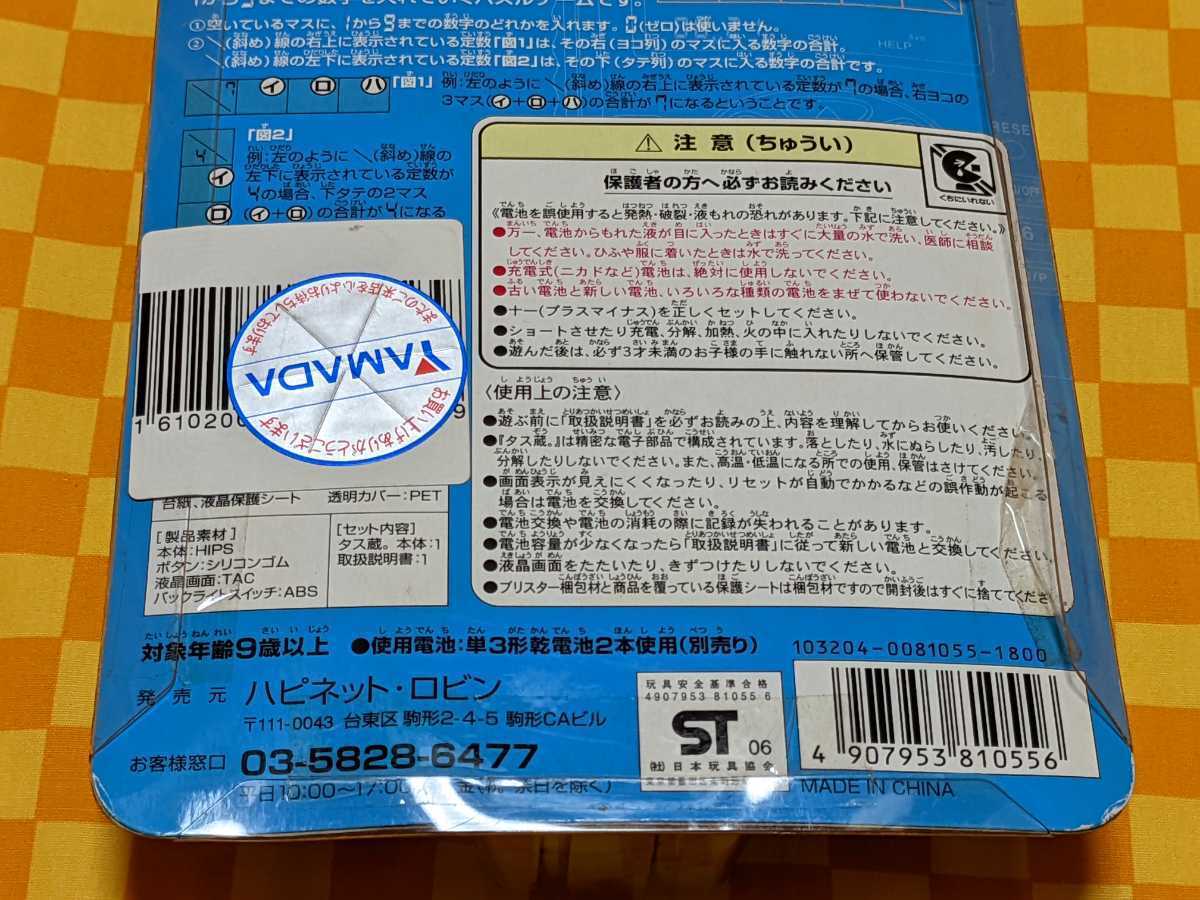 ①空いているマスに、1から9までの数字のどれかを入れます。0(ゼロ)は使いません。
②\(斜め)線の右上に表示されている定数「図1」は、その右(ヨコ列)のマスに入る数字の合計。
\(斜め)線の左下に表示されている定数「図2」は、その下(タテ列)のマスに入る数字の合計です。
HELP
7 イ ロ ハ
「図1」
例:左のように\(斜め)線の右上に表示されている定数が7の場合、右ヨコの
3マス(イ+ロ+ハ)の合計が7になるということです。
「図2」
例:左のように\(斜め)線の
左下に表示されている定数が
4の場合、下タテの2マス
(イ+ロ)の合計が4になる
4
イ
ロ
⚠ 注意(ちゅうい)
保護者の方へ必ずお読みください
くちにいれない
《電池を誤使用すると発熱・破裂・液もれの恐れがあります。下記に注意してください。》
●万一、電池からもれた液が目に入ったときはすぐに大量の水で洗い、医師に相談
してください。ひふや服に着いたときは水で洗ってください。
●充電式(ニカドなど)電池は、絶対に使用しないでください。
●古い電池と新しい電池、いろいろな種類の電池をまぜて使わないでください。
●+−(プラスマイナス)を正しくセットしてください。
●ショートさせたり充電、分解、加熱、火の中に入れたりしないでください。
●遊んだ後は、必ず3才未満のお子様の手に触れない所へ保管してください。
〈使用上の注意〉
●遊ぶ前に「取扱説明書」を必ずお読みの上、内容を理解してからお使いください。
●『タス蔵。』は精密な電子部品で構成されています。落としたり、水にぬらしたり、汚したり、
分解したりしないでください。また、高温・低温になる所での使用、保管はさけてください。
●画面表示が見えにくくなったり、リセットが自動でかかるなどの誤作動が起こる
場合は電池を交換してください。
●電池交換や電池の消耗の際に記録が失われることがあります。
●電池容量が少なくなったら「取扱説明書」に従って新しい電池と交換してください。
●液晶画面をたたいたり、きずつけたりしないでください。
●ブリスター梱包材と商品を覆っている保護シートは梱包材ですので開封後はすぐに捨ててくださ
またのご来店を心よりお待ちしております
YAMADA
お買い上げありがとうございます
台紙、液晶保護シート 透明カバー:PET
[製品素材]
本体:HIPS
ボタン:シリコンゴム
液晶画面:TAC
バックライトスイッチ:ABS
[セット内容]
タス蔵。本体:1
取扱説明書:1
対象年齢9歳以上 ●使用電池:単3形乾電池2本使用(別売り)
103204-0081055-1800
発売元 ハピネット・ロビン
〒111-0043 台東区 駒形2-4-5 駒形CAビル
お客様窓口 03-5828-6477
玩具安全基準合格
4907953 81055 6
ST 06
(社)日本玩具協会
4 907953 810556
MADE IN CHINA